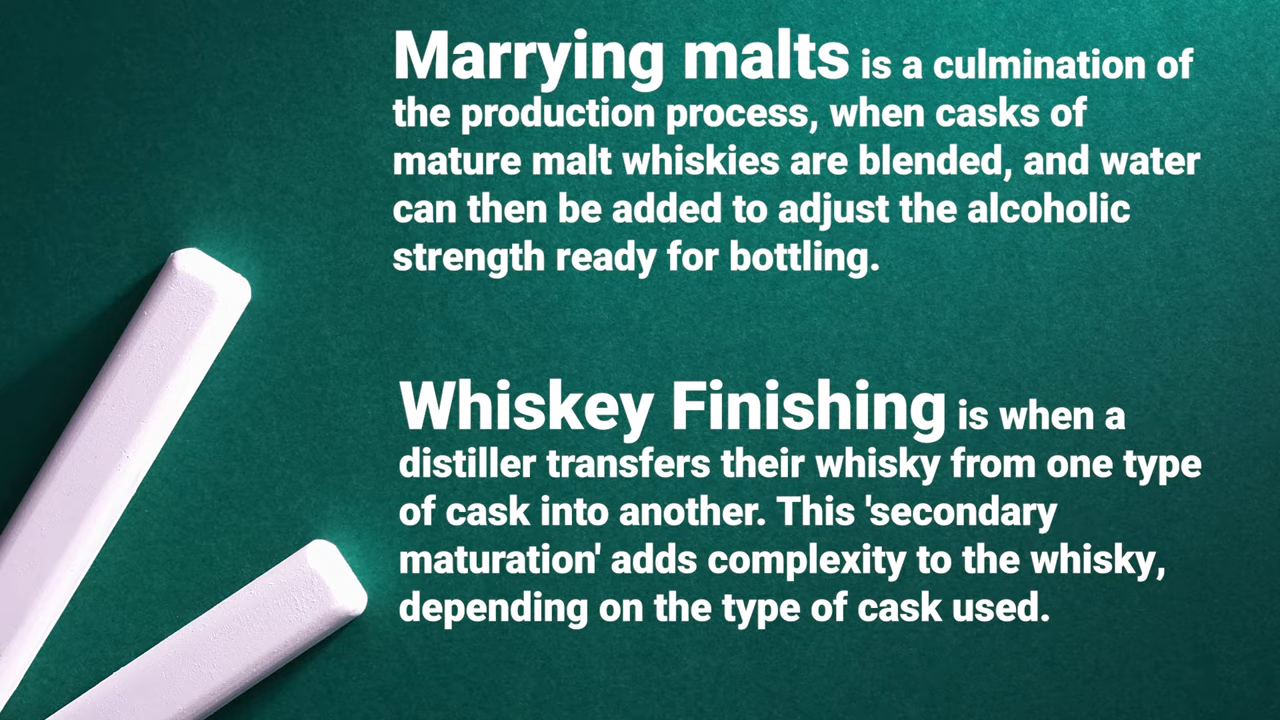 Marrying malts is a culmination of
the production process, when casks of
mature malt whiskies are blended, and water
can then be added to adjust the alcoholic
strength ready for bottling.
Whiskey Finishing is when a
distiller transfers their whisky from one type
of cask into another. This 'secondary
maturation' adds complexity to the whisky,
depending on the type of cask used.